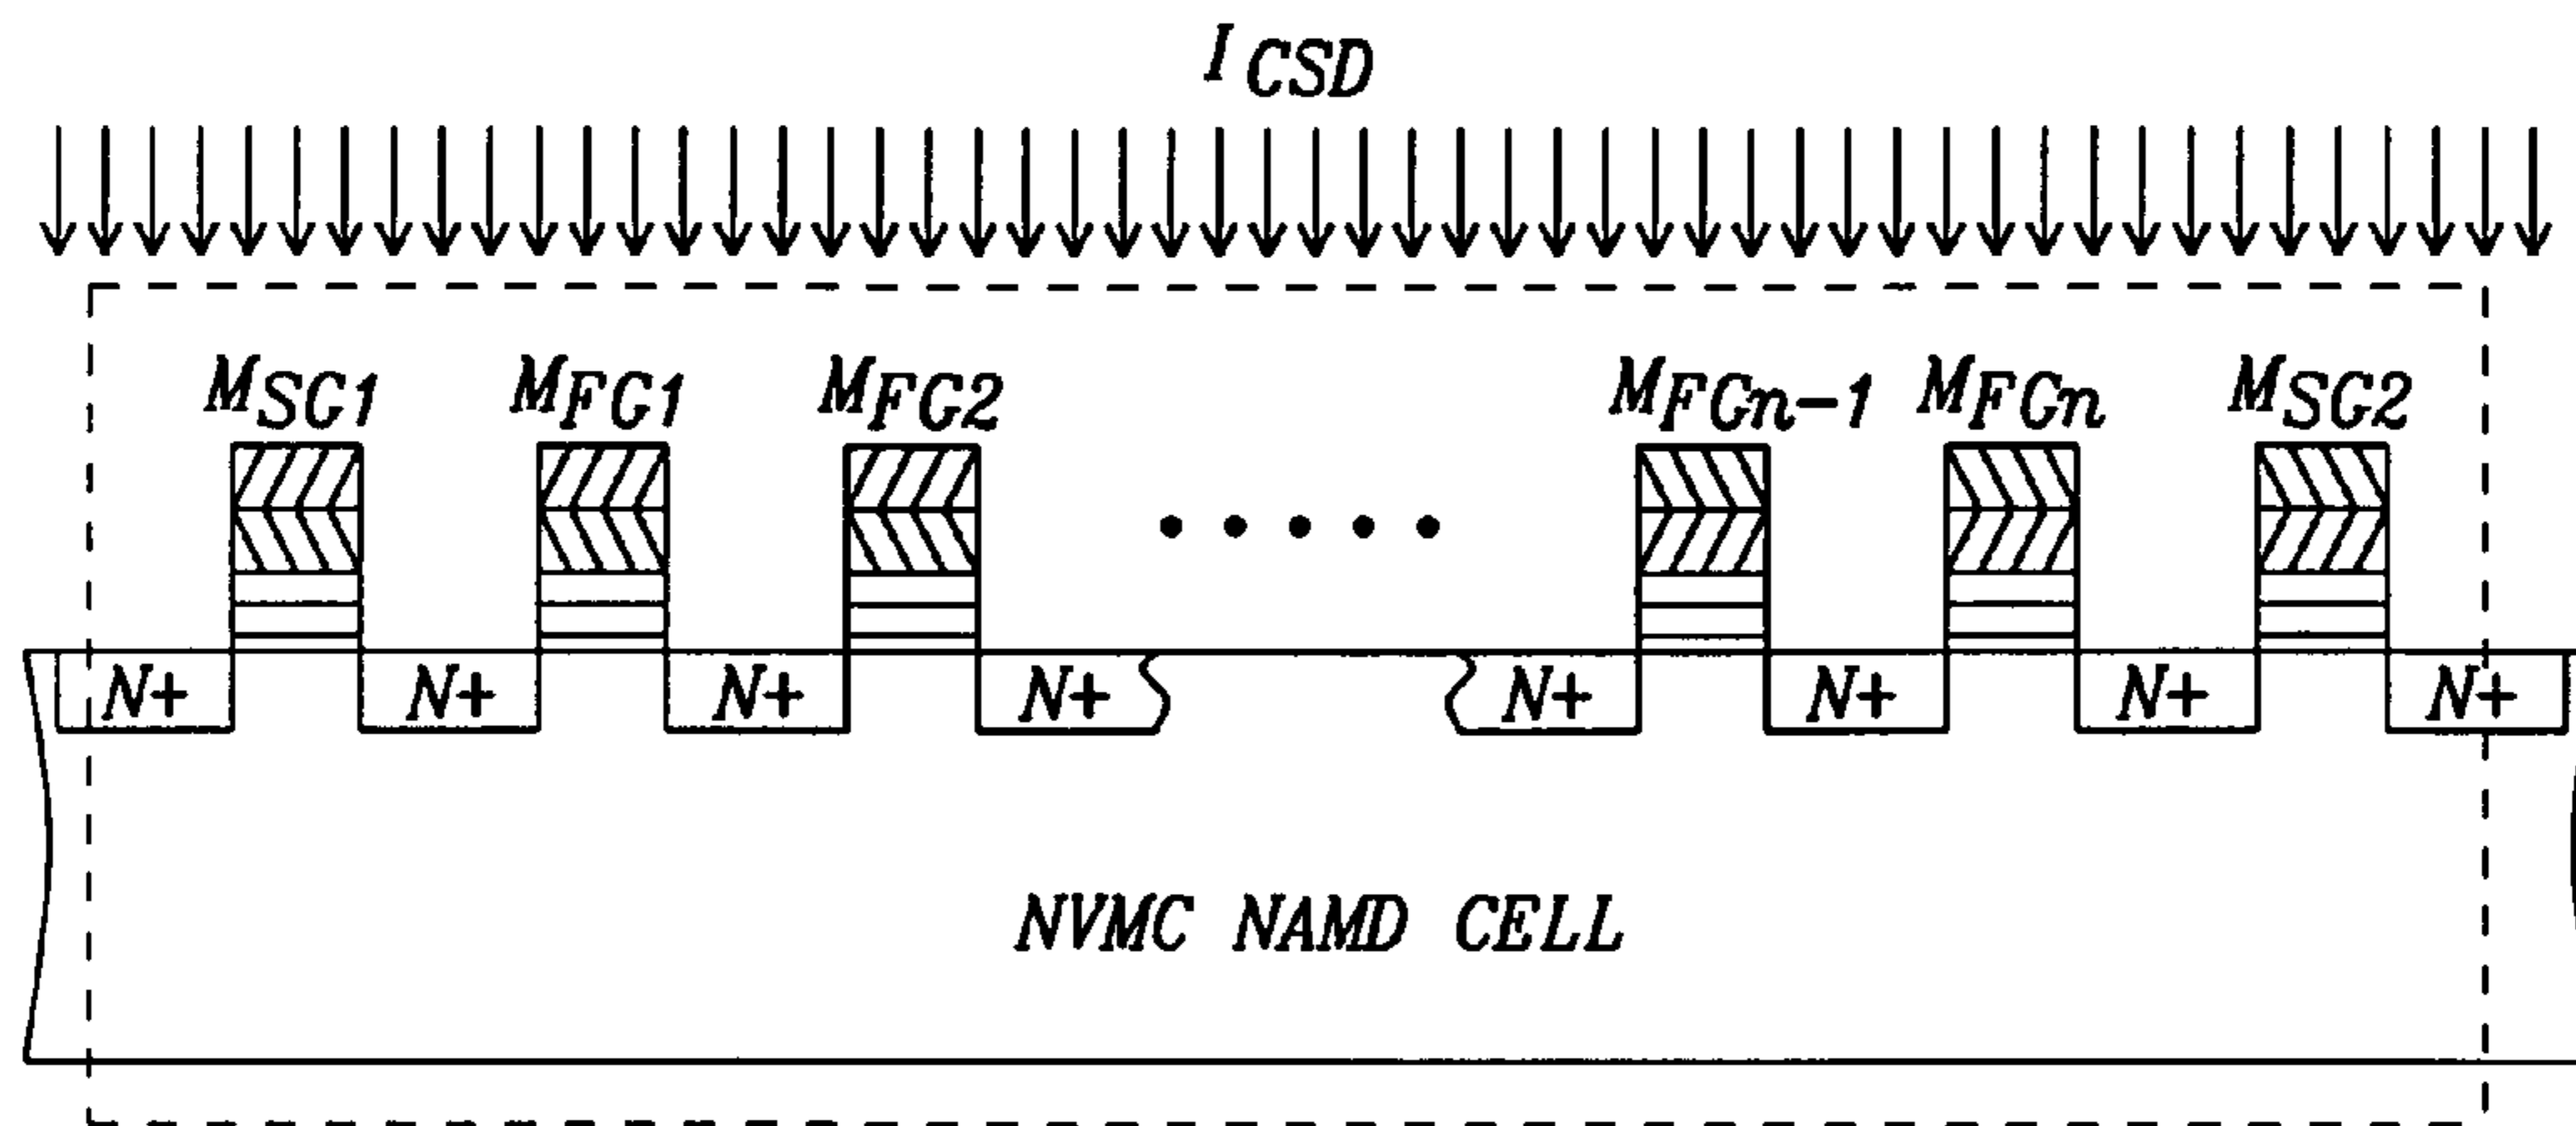 I CSD
MSG1 MFG1 MFG2 MFGn-1 MFGn MSG2
N+ N+ N+ N+ N+ N+ N+ N+
NVMC NAMD CELL